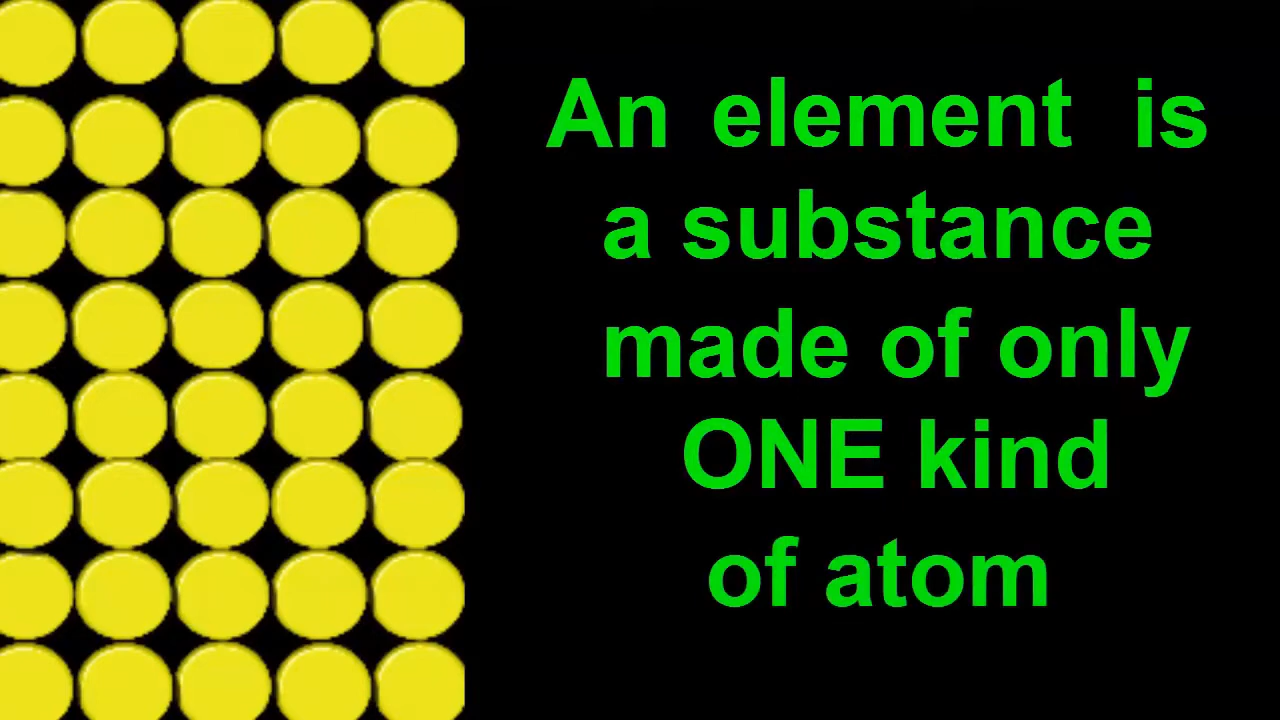 An element is
a substance
made of only
ONE kind
of atom